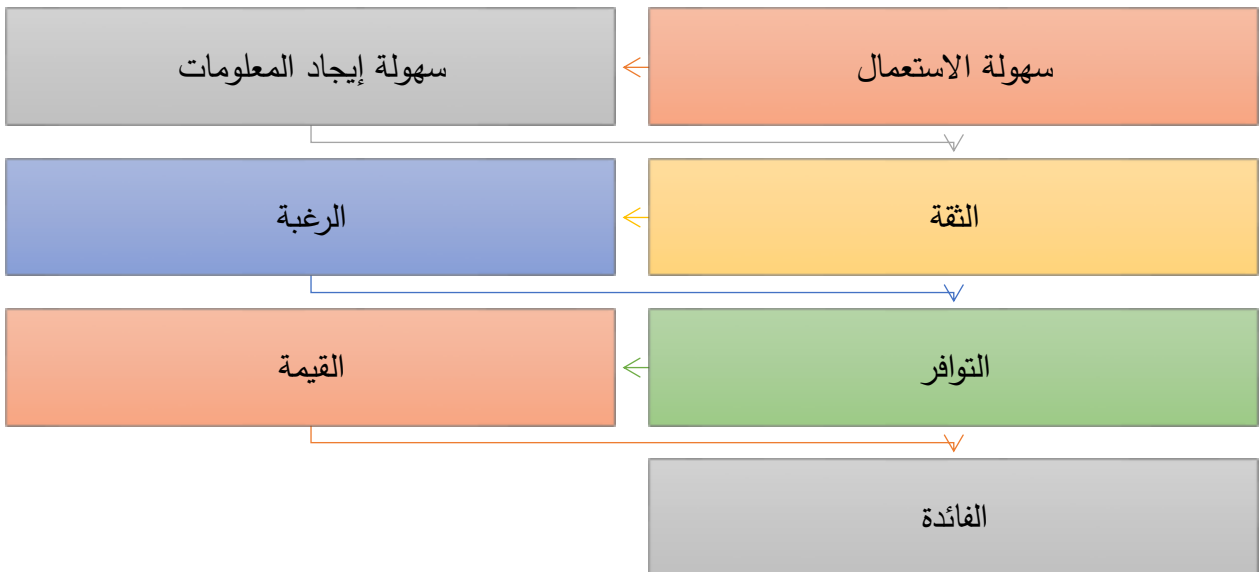 سهولة الاستعمال
سهولة إيجاد المعلومات
الثقة
الرغبة
التوافر
القيمة
الفائدة